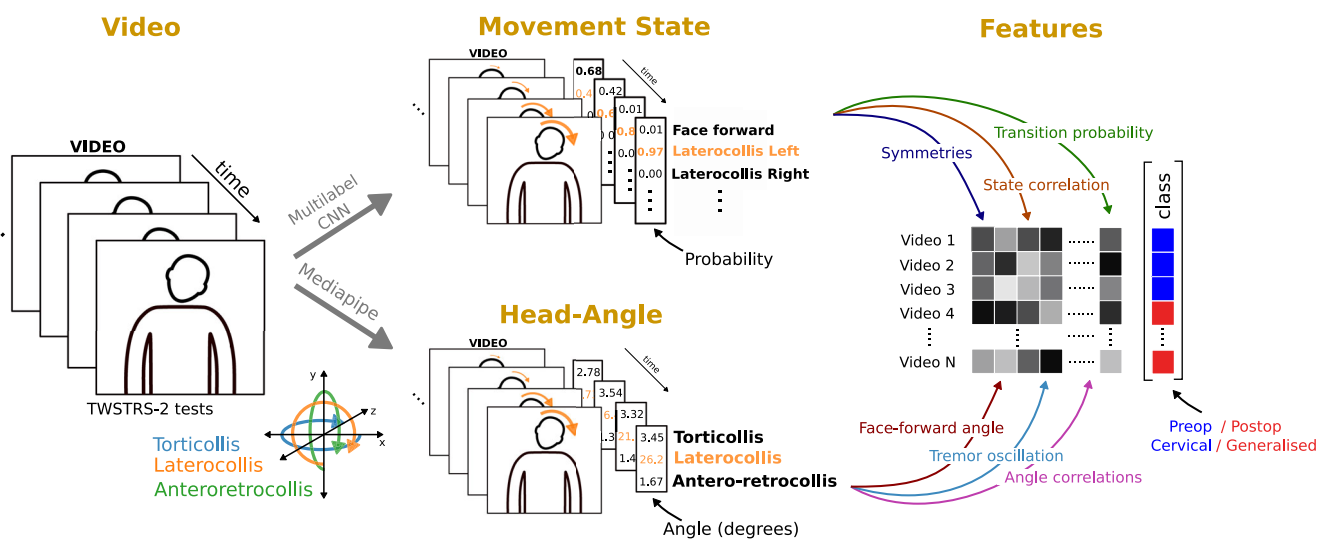 Video
VIDEO
time
TWSTRS-2 tests
y
z
x
Torticollis
Laterocollis
Anteroretrocollis
Multilabel
CNN
Mediapipe
Movement State
VIDEO
time
...
0.68
0.42
0.01
0.01
0.97
0.00
Face forward
Laterocollis Left
Laterocollis Right
Probability
Head-Angle
VIDEO
time
...
2.78
3.54
3.32
3.45
26.2
1.67
Torticollis
Laterocollis
Antero-retrocollis
Angle (degrees)
Features
Transition probability
Symmetries
State correlation
class
Video 1
Video 2
Video 3
Video 4
Video N
Face-forward angle
Tremor oscillation
Angle correlations
Preop / Postop
Cervical / Generalised